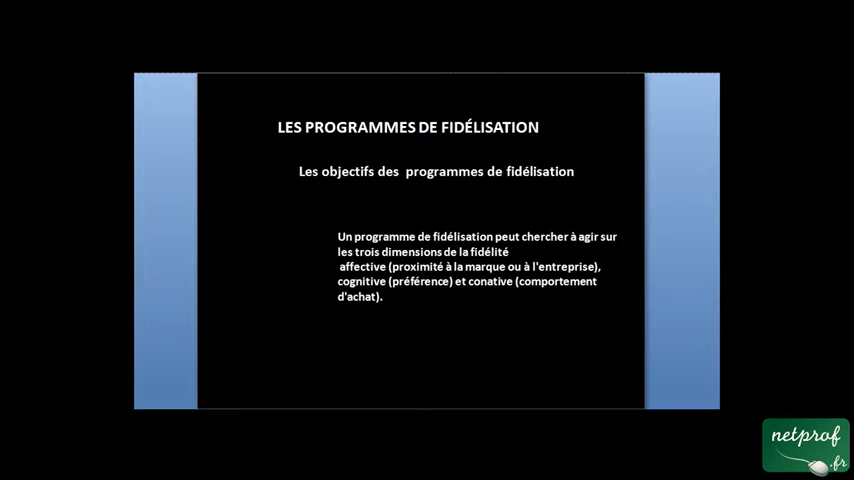 LES PROGRAMMES DE FIDÉLISATION
Les objectifs des programmes de fidélisation
Un programme de fidélisation peut chercher à agir sur
les trois dimensions de la fidélité
affective (proximité à la marque ou à l'entreprise),
cognitive (préférence) et conative (comportement
d'achat).
netprof
.fr